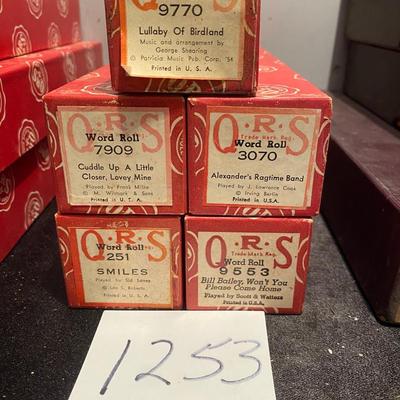 9770
Lullaby Of Birdland
Music and arrangement by
George Shearing
© Patricia Music Pub. Corp. '54
Printed in U. S. A.
Q·R·S
Word Roll
7909
Cuddle Up A Little
Closer, Lovey Mine
Played by Frank Milne
© M. Witmark & Sons
Printed in U. S. A.
Q·R·S
Trade Mark Reg.
Word Roll
3070
Alexander's Ragtime Band
Played by J. Lawrence Cook
© Irving Berlin
Printed in U.S.A.
Q·R·S
Word Roll
251
SMILES
Played by
© Lee S. Roberts
Printed in U. S. A.
Q·R·S
Trade Mark Reg.
Word Roll
9553
Bill Bailey, Won't You
Please Come Home
Played by Scott & Watters
Printed in U.S.A.
1253